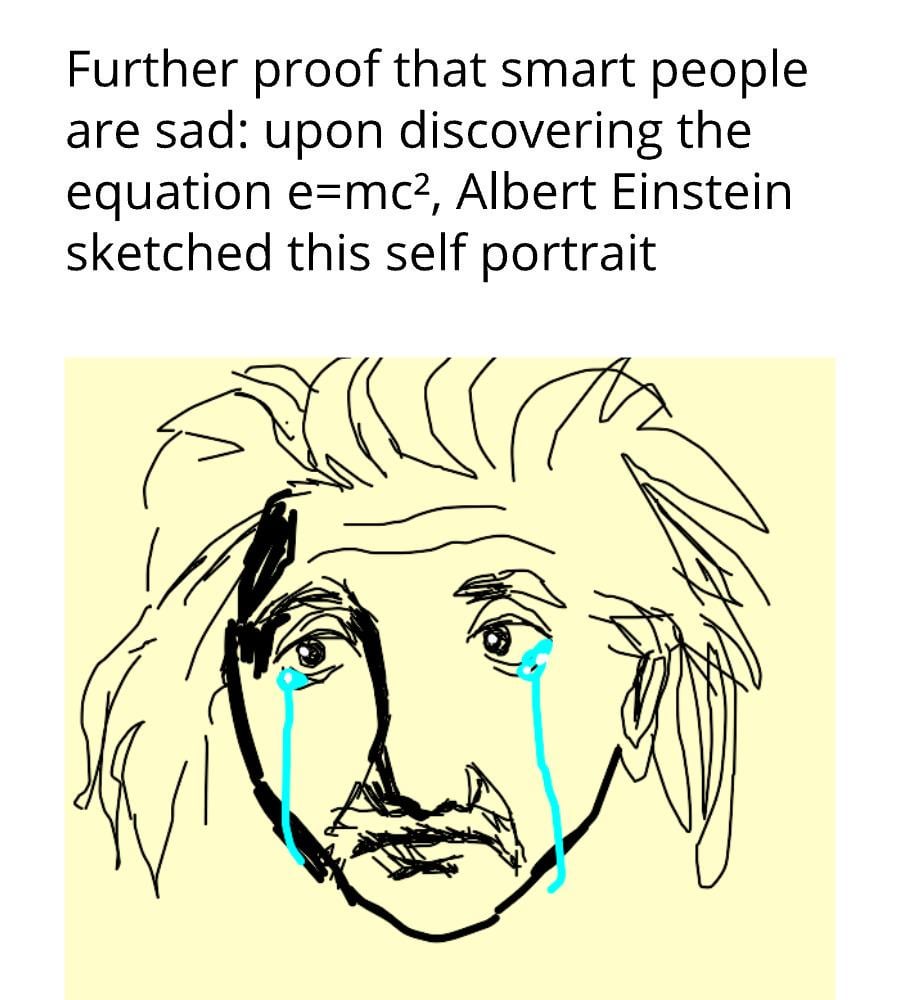 Further proof that smart people
are sad: upon discovering the
equation e=mc², Albert Einstein
sketched this self portrait